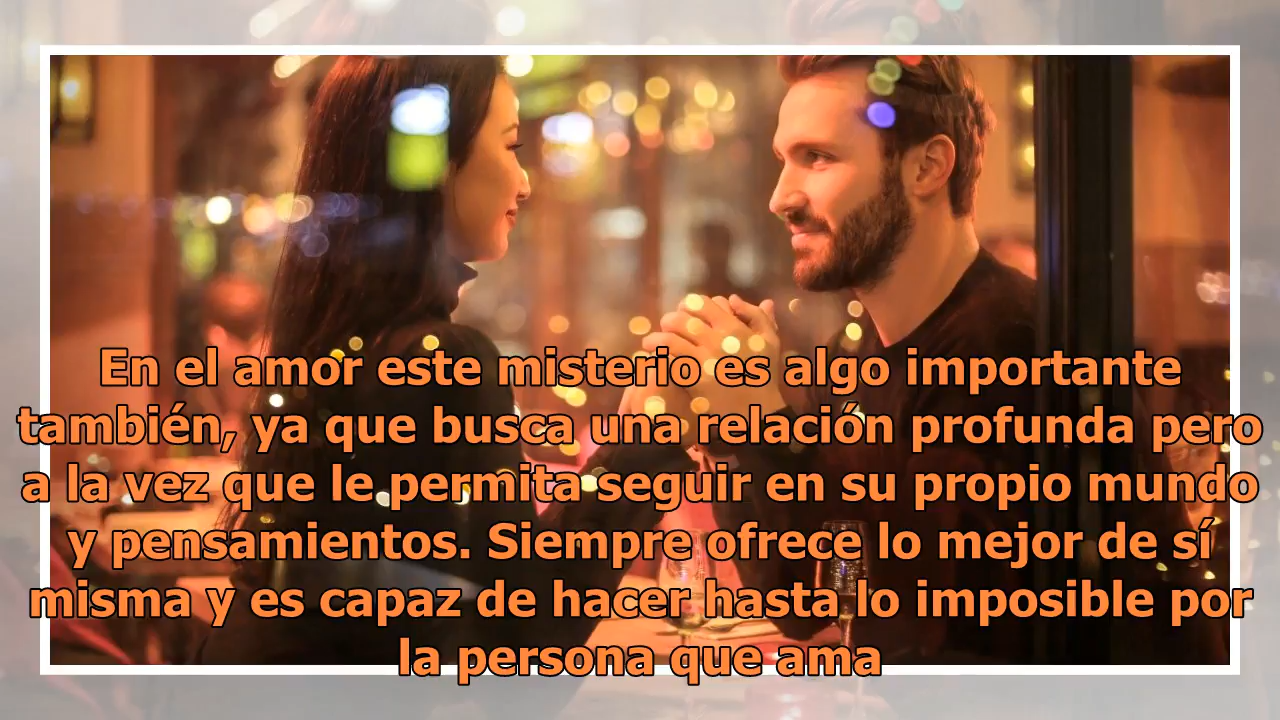 En el amor este misterio es algo importante
también, ya que busca una relación profunda pero
a la vez que le permita seguir en su propio mundo
y pensamientos. Siempre ofrece lo mejor de sí
misma y es capaz de hacer hasta lo imposible por
la persona que ama